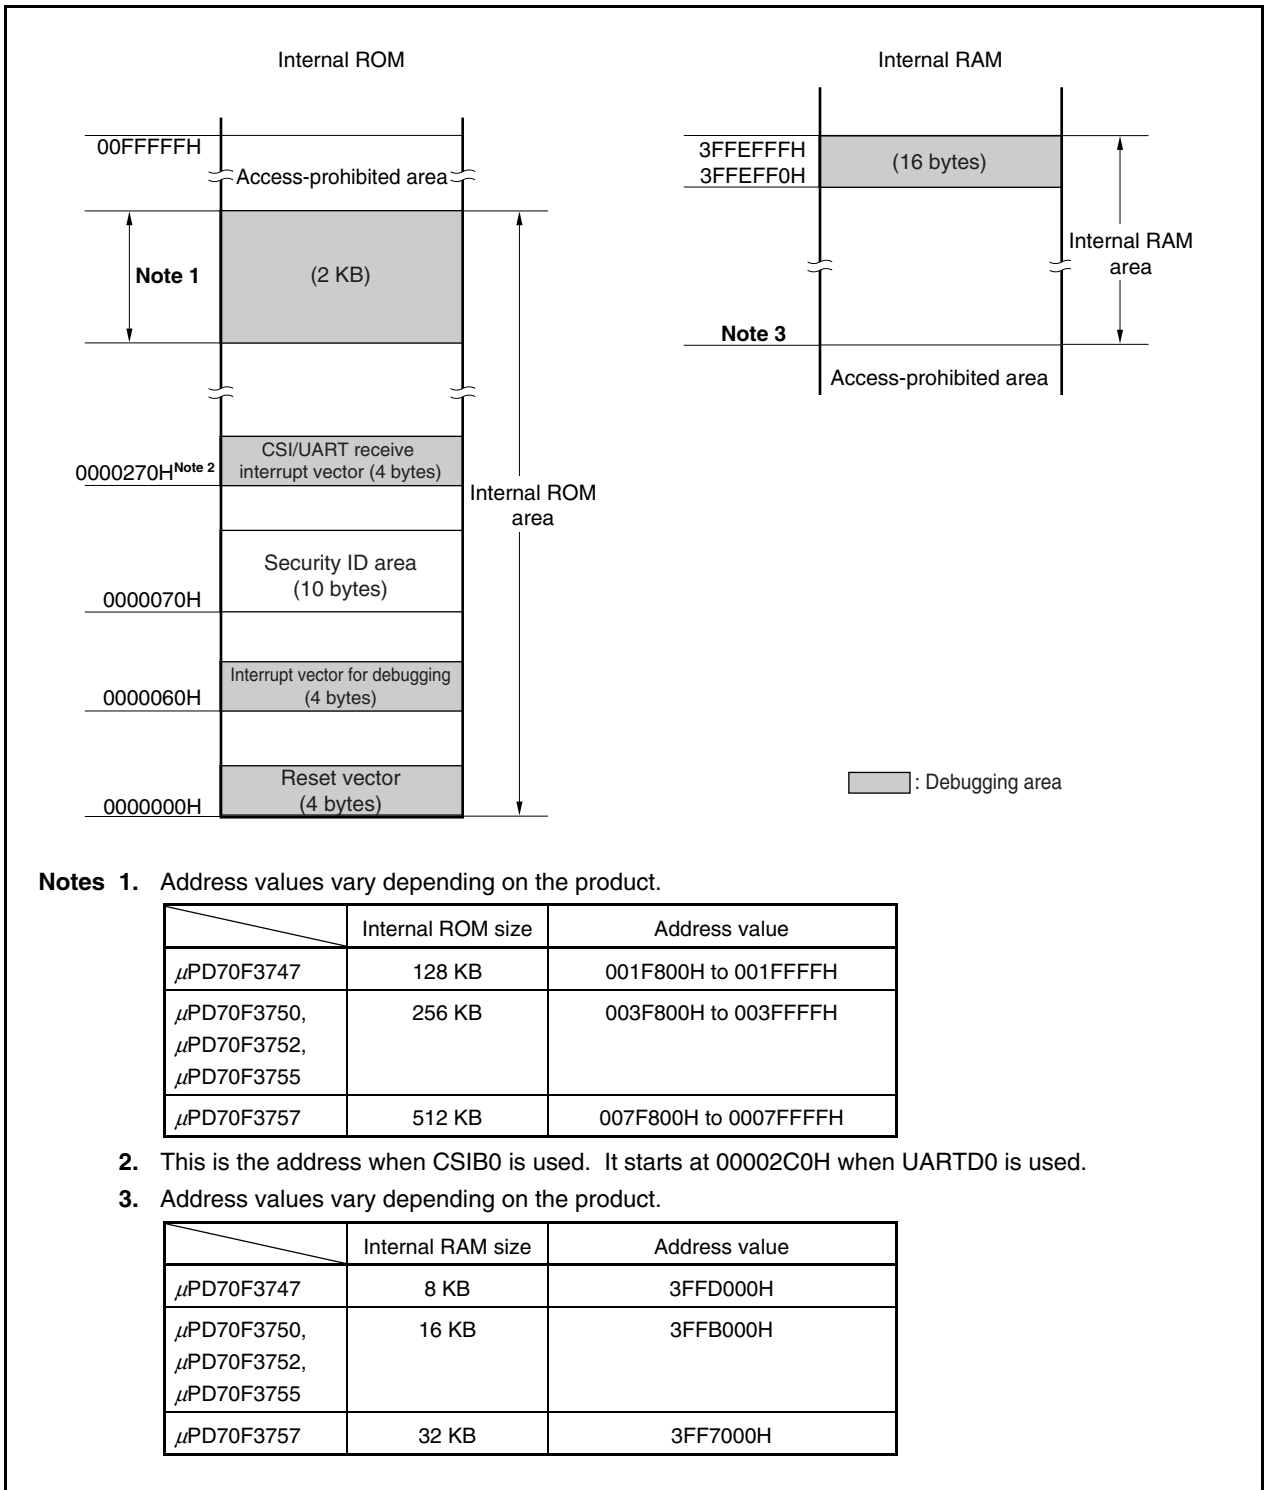 Internal ROM
00FFFFFH
Access-prohibited area
Note 1
(2 KB)
CSI/UART receive
interrupt vector (4 bytes)
0000270H Note 2
Internal ROM
area
Security ID area
(10 bytes)
0000070H
Interrupt vector for debugging
(4 bytes)
0000060H
Reset vector
(4 bytes)
0000000H
Internal RAM
3FFEFFFH
3FFEFF0H
(16 bytes)
Internal RAM
area
Note 3
Access-prohibited area
: Debugging area
Notes 1. Address values vary depending on the product.
Internal ROM size Address value
μPD70F3747 128 KB 001F800H to 001FFFFH
μPD70F3750, 256 KB 003F800H to 003FFFFH
μPD70F3752,
μPD70F3755
μPD70F3757 512 KB 007F800H to 0007FFFFH
2. This is the address when CSIB0 is used. It starts at 00002C0H when UARTD0 is used.
3. Address values vary depending on the product.
Internal RAM size Address value
μPD70F3747 8 KB 3FFD000H
μPD70F3750, 16 KB 3FFB000H
μPD70F3752,
μPD70F3755
μPD70F3757 32 KB 3FF7000H